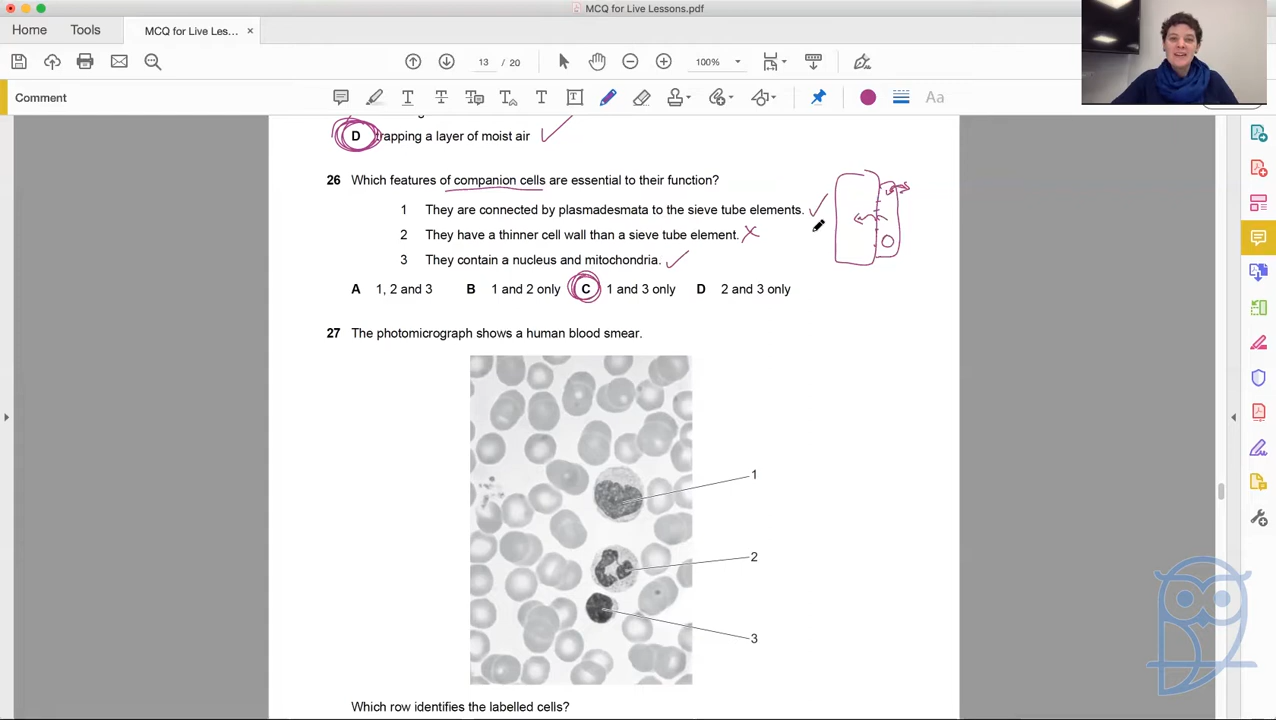 MCQ for Live Lessons.pdf
Home
Tools
MCQ for Live Les...
×
13 / 20
100%
Comment
Aa
D trapping a layer of moist air
26 Which features of companion cells are essential to their function?
1 They are connected by plasmadesmata to the sieve tube elements.
2 They have a thinner cell wall than a sieve tube element.
3 They contain a nucleus and mitochondria.
A 1, 2 and 3 B 1 and 2 only C 1 and 3 only D 2 and 3 only
27 The photomicrograph shows a human blood smear.
1
2
3
Which row identifies the labelled cells?